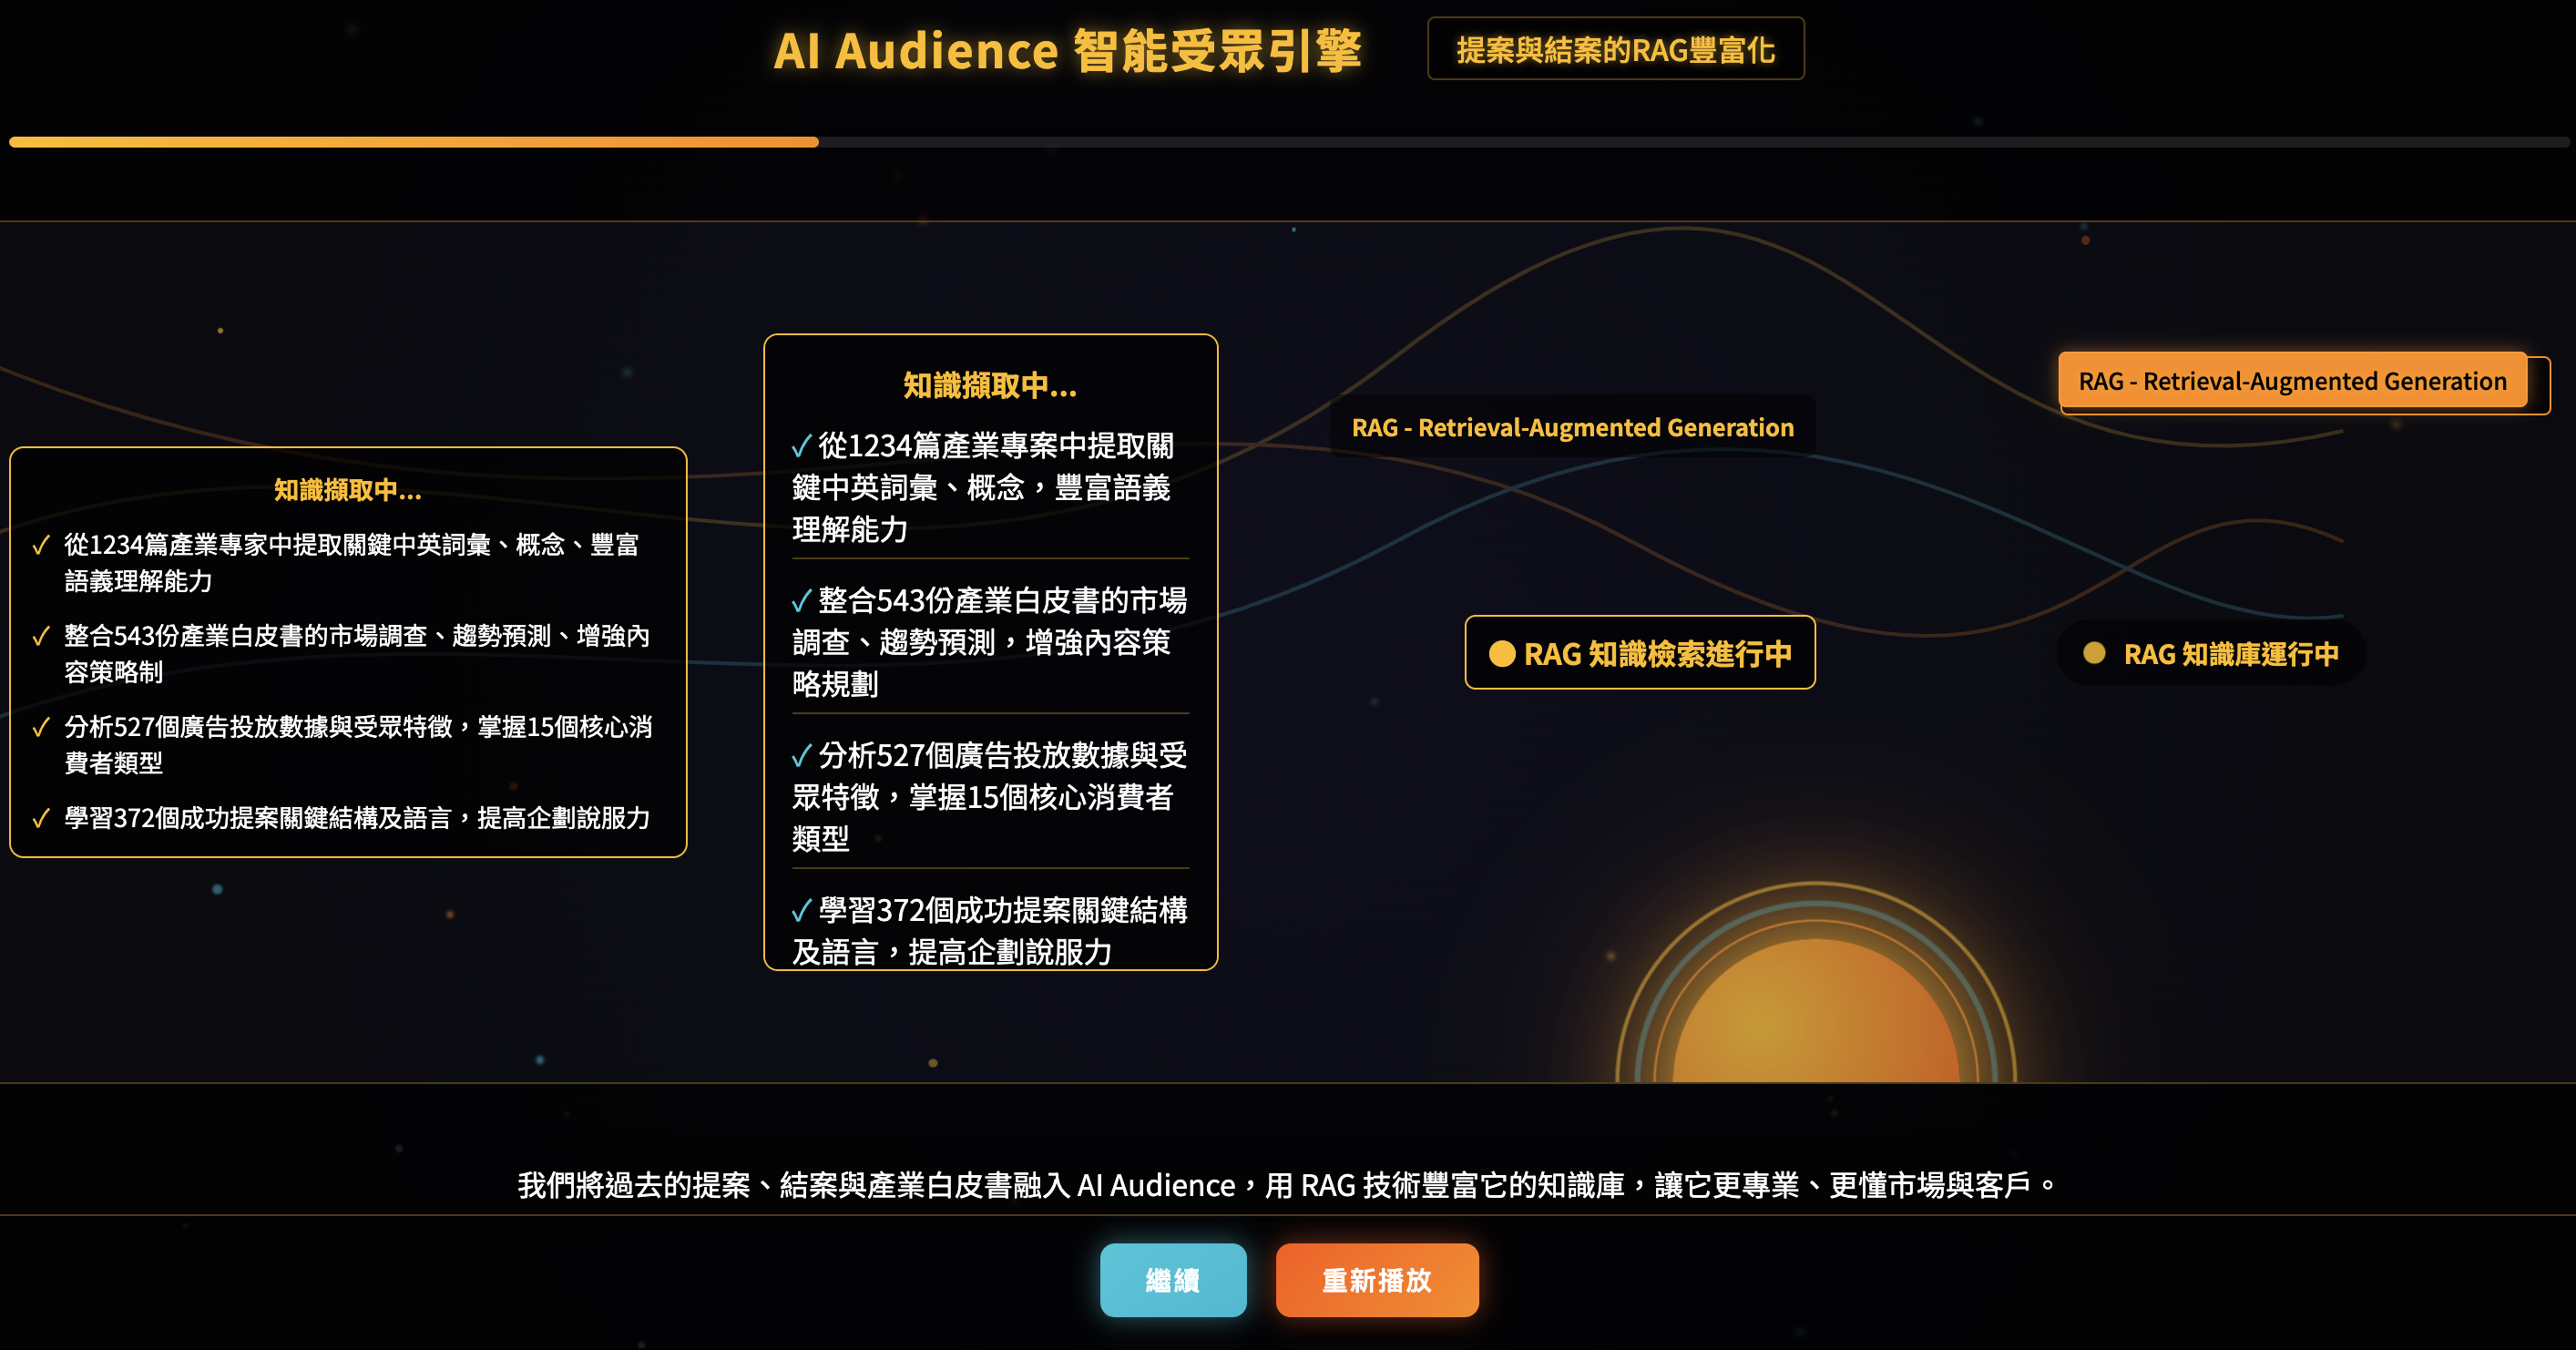 AI Audience 智能受眾引擎
提案與結案的RAG豐富化
知識擷取中...
✓ 從1234篇產業專家中提取關鍵中英詞彙、概念、豐富
語義理解能力
✓ 整合543份產業白皮書的市場調查、趨勢預測、增強內
容策略制
✓ 分析527個廣告投放數據與受眾特徵，掌握15個核心消
費者類型
✓ 學習372個成功提案關鍵結構及語言，提高企劃說服力
知識擷取中...
✓ 從1234篇產業專案中提取關
鍵中英詞彙、概念，豐富語義
理解能力
✓ 整合543份產業白皮書的市場
調查、趨勢預測，增強內容策
略規劃
✓ 分析527個廣告投放數據與受
眾特徵，掌握15個核心消費者
類型
✓ 學習372個成功提案關鍵結構
及語言，提高企劃說服力
RAG - Retrieval-Augmented Generation
RAG - Retrieval-Augmented Generation
RAG 知識檢索進行中
RAG 知識庫運行中
我們將過去的提案、結案與產業白皮書融入 AI Audience，用 RAG 技術豐富它的知識庫，讓它更專業、更懂市場與客戶。
繼續
重新播放